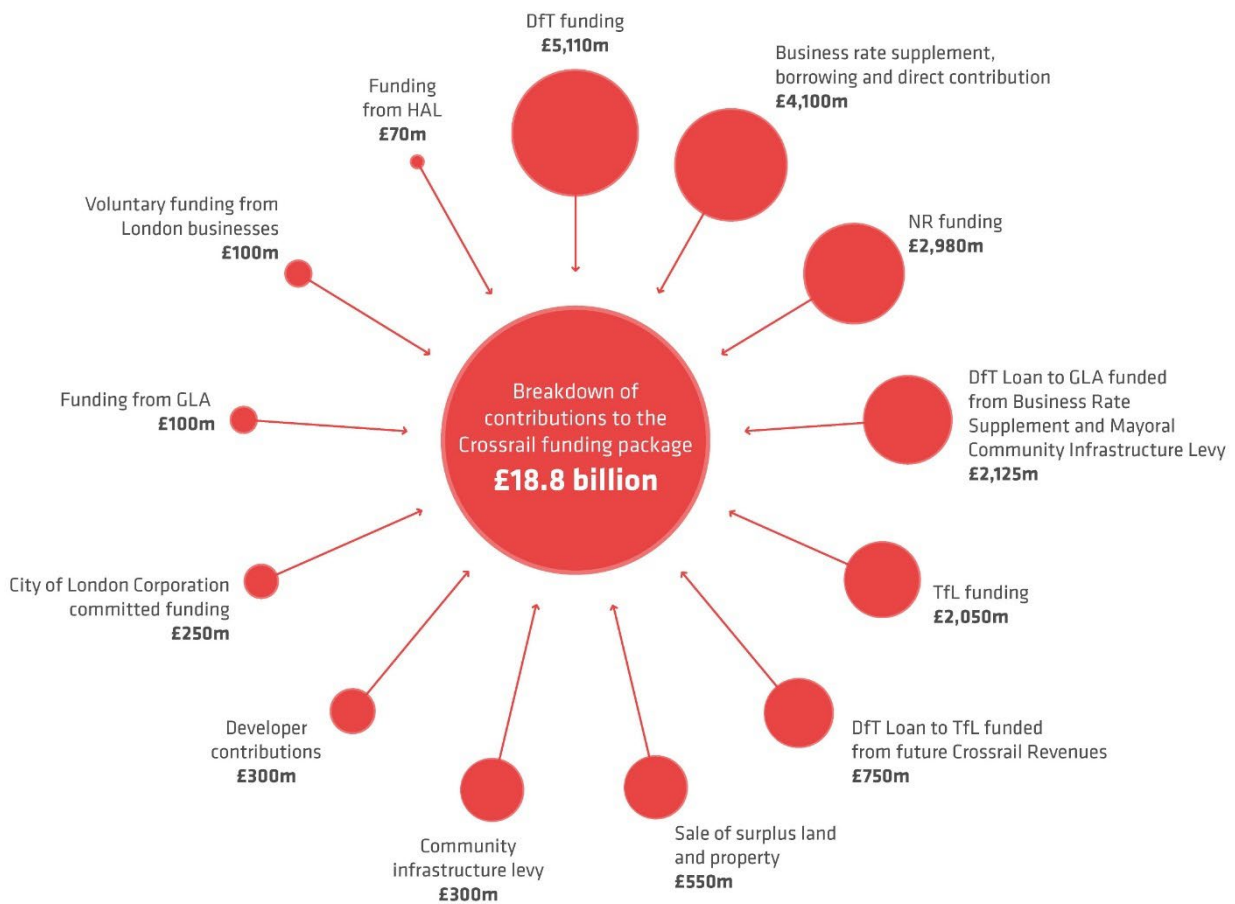 DfT funding
£5,110m
Business rate supplement,
borrowing and direct contribution
£4,100m
NR funding
£2,980m
DfT Loan to GLA funded
from Business Rate
Supplement and Mayoral
Community Infrastructure Levy
£2,125m
TfL funding
£2,050m
DfT Loan to TfL funded
from future Crossrail Revenues
£750m
Sale of surplus land
and property
£550m
Community
infrastructure levy
£300m
Developer
contributions
£300m
City of London Corporation
committed funding
£250m
Funding from GLA
£100m
Voluntary funding from
London businesses
£100m
Funding
from HAL
£70m
Breakdown of
contributions to the
Crossrail funding package
£18.8 billion